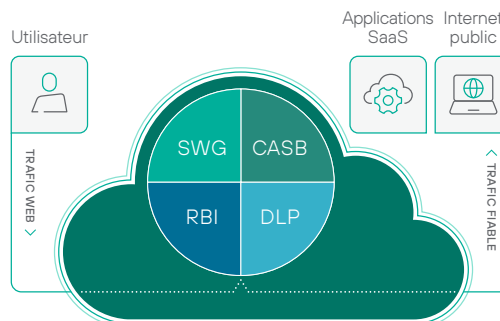 Utilisateur
Applications
SaaS
Internet
public
SWG
CASB
RBI
DLP
TRAFIC WEB
TRAFIC FIABLE